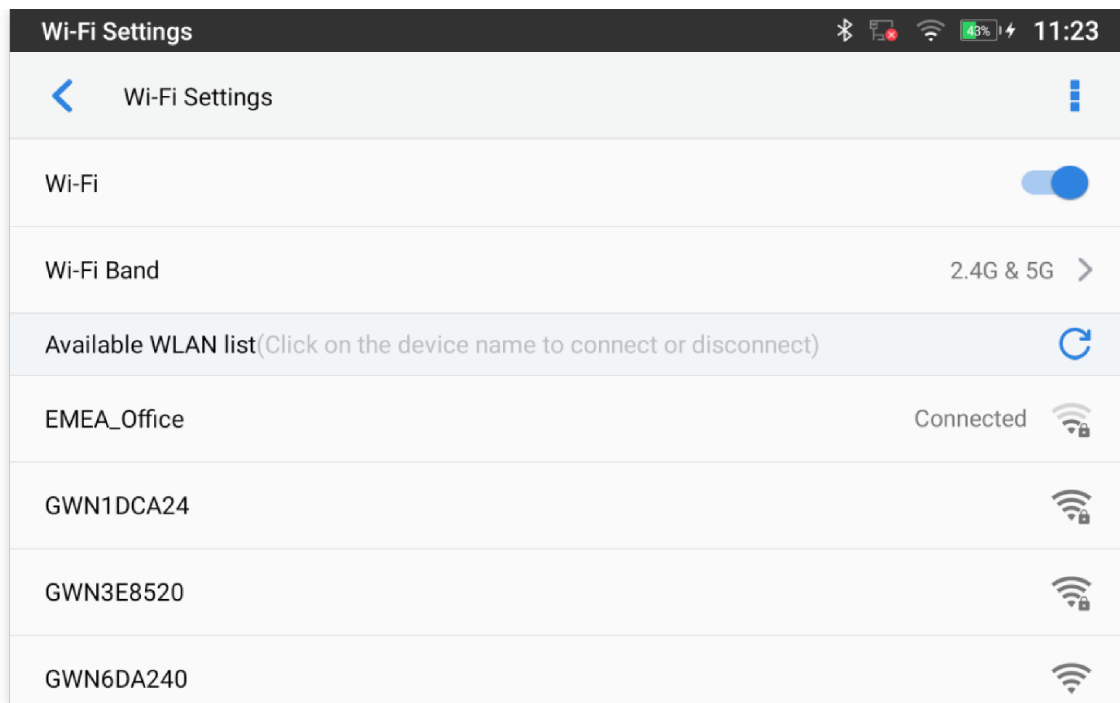 Wi-Fi Settings 43% 11:23
Wi-Fi Settings
Wi-Fi
Wi-Fi Band 2.4G & 5G
Available WLAN list(Click on the device name to connect or disconnect)
EMEA_Office Connected
GWN1DCA24
GWN3E8520
GWN6DA240